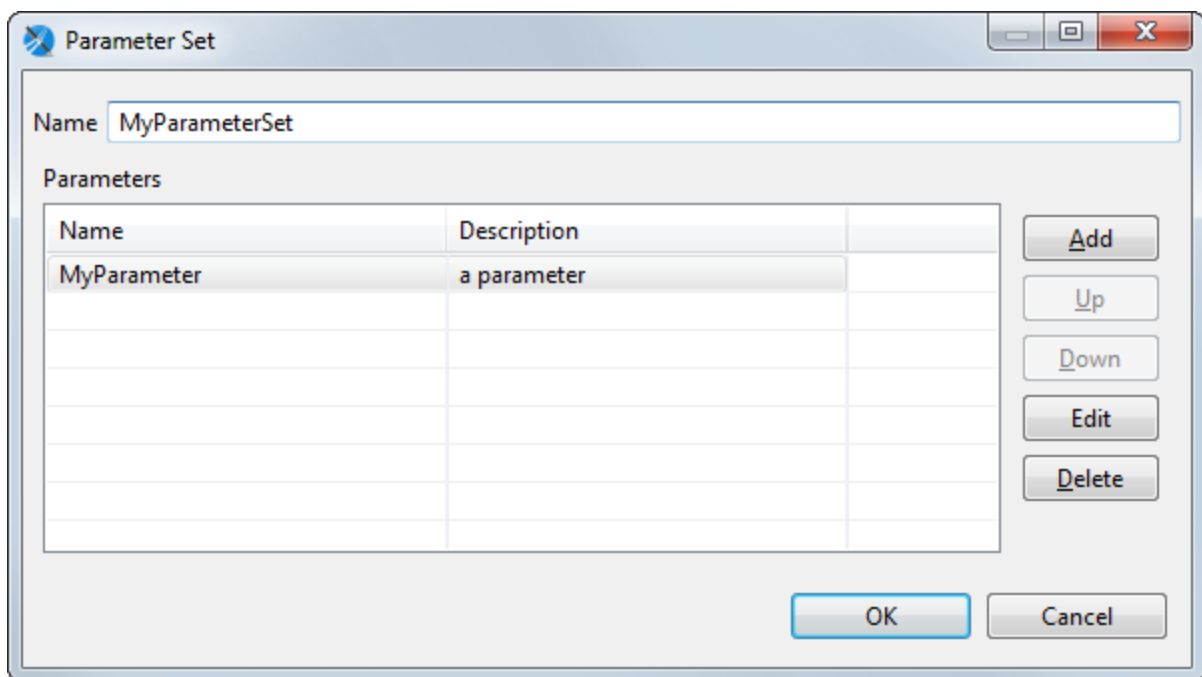 Parameter Set
Name MyParameterSet
Parameters
Name Description
Add
MyParameter a parameter
Up
Down
Edit
Delete
OK Cancel